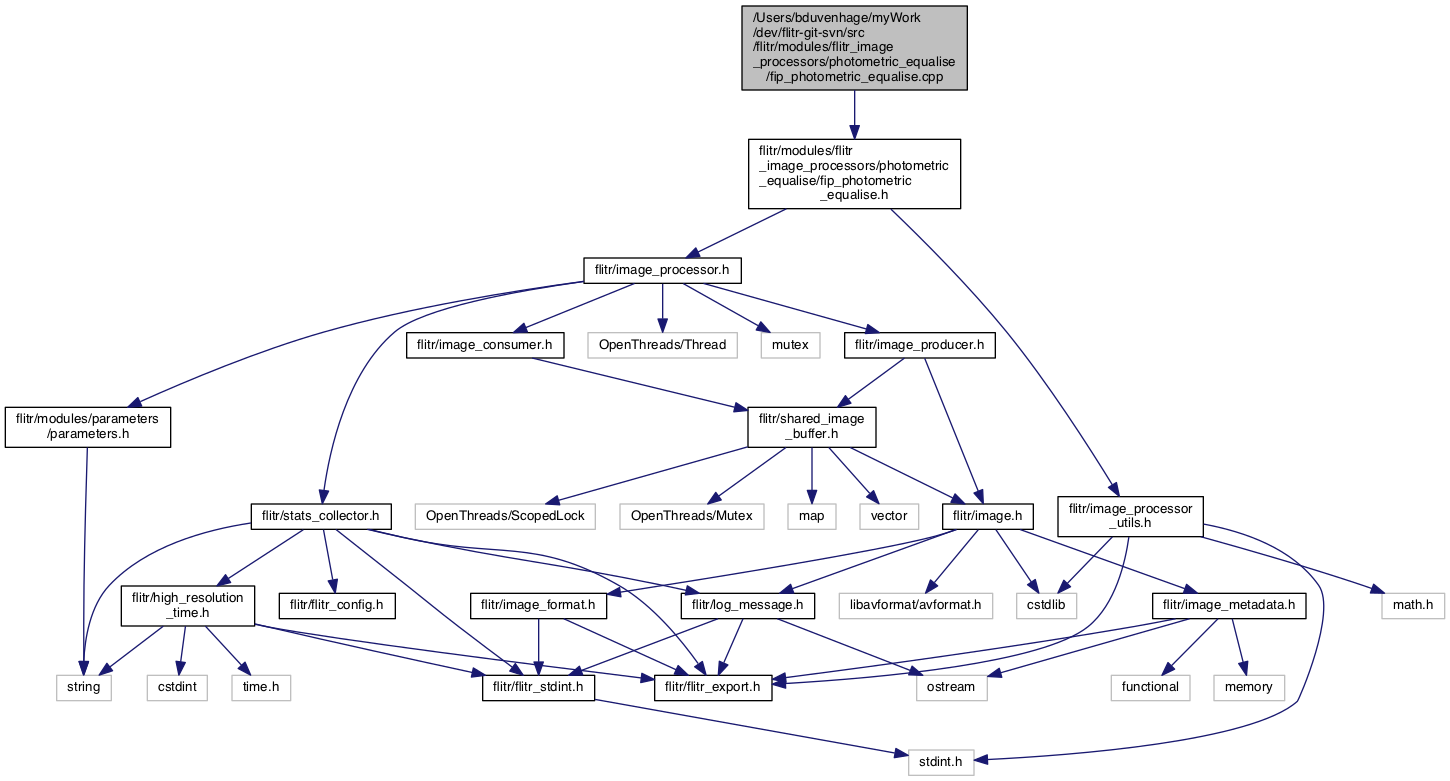 /Users/bduvenhage/myWork
/dev/flitr-git-svn/src
/flitr/modules/flitr_image
_processors/photometric_equalise
/fip_photometric_equalise.cpp
flitr/modules/flitr
_image_processors/photometric
_equalise/fip_photometric
_equalise.h
flitr/image_processor.h
flitr/image_consumer.h
OpenThreads/Thread
mutex
flitr/image_producer.h
flitr/modules/parameters
/parameters.h
flitr/shared_image
_buffer.h
flitr/stats_collector.h
OpenThreads/ScopedLock
OpenThreads/Mutex
map
vector
flitr/image.h
flitr/image_processor
_utils.h
flitr/high_resolution
_time.h
flitr/flitr_config.h
flitr/image_format.h
flitr/log_message.h
libavformat/avformat.h
cstdlib
flitr/image_metadata.h
math.h
string
cstdint
time.h
flitr/flitr_stdint.h
flitr/flitr_export.h
ostream
functional
memory
stdint.h